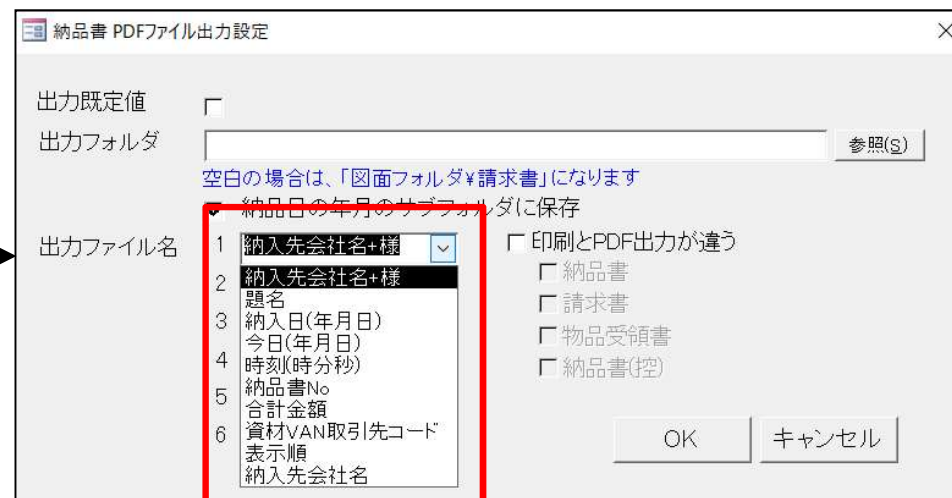 納品書 PDFファイル出力設定
出力既定値
出力フォルダ
参照(S)
空白の場合は、「図面フォルダ¥請求書」になります
納品日の年月のサブフォルダに保存
出力ファイル名
1 納入先会社名+様
2
3
4
5
6
納入先会社名+様
題名
納入日(年月日)
今日(年月日)
時刻(時分秒)
納品書No
合計金額
資材VAN取引先コード
表示順
納入先会社名
印刷とPDF出力が違う
納品書
請求書
物品受領書
納品書(控)
OK
キャンセル